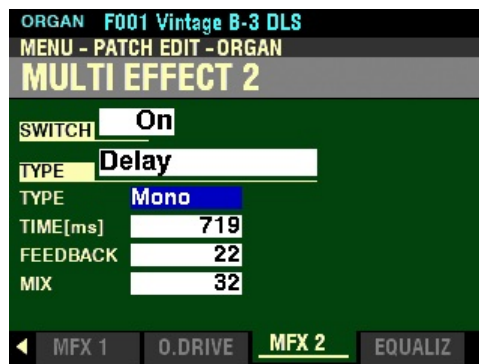 ORGAN F001 Vintage B-3 DLS
MENU - PATCH EDIT - ORGAN
MULTI EFFECT 2
SWITCH On
TYPE Delay
TYPE Mono
TIME[ms] 719
FEEDBACK 22
MIX 32
MFX 1 O.DRIVE MFX 2 EQUALIZ